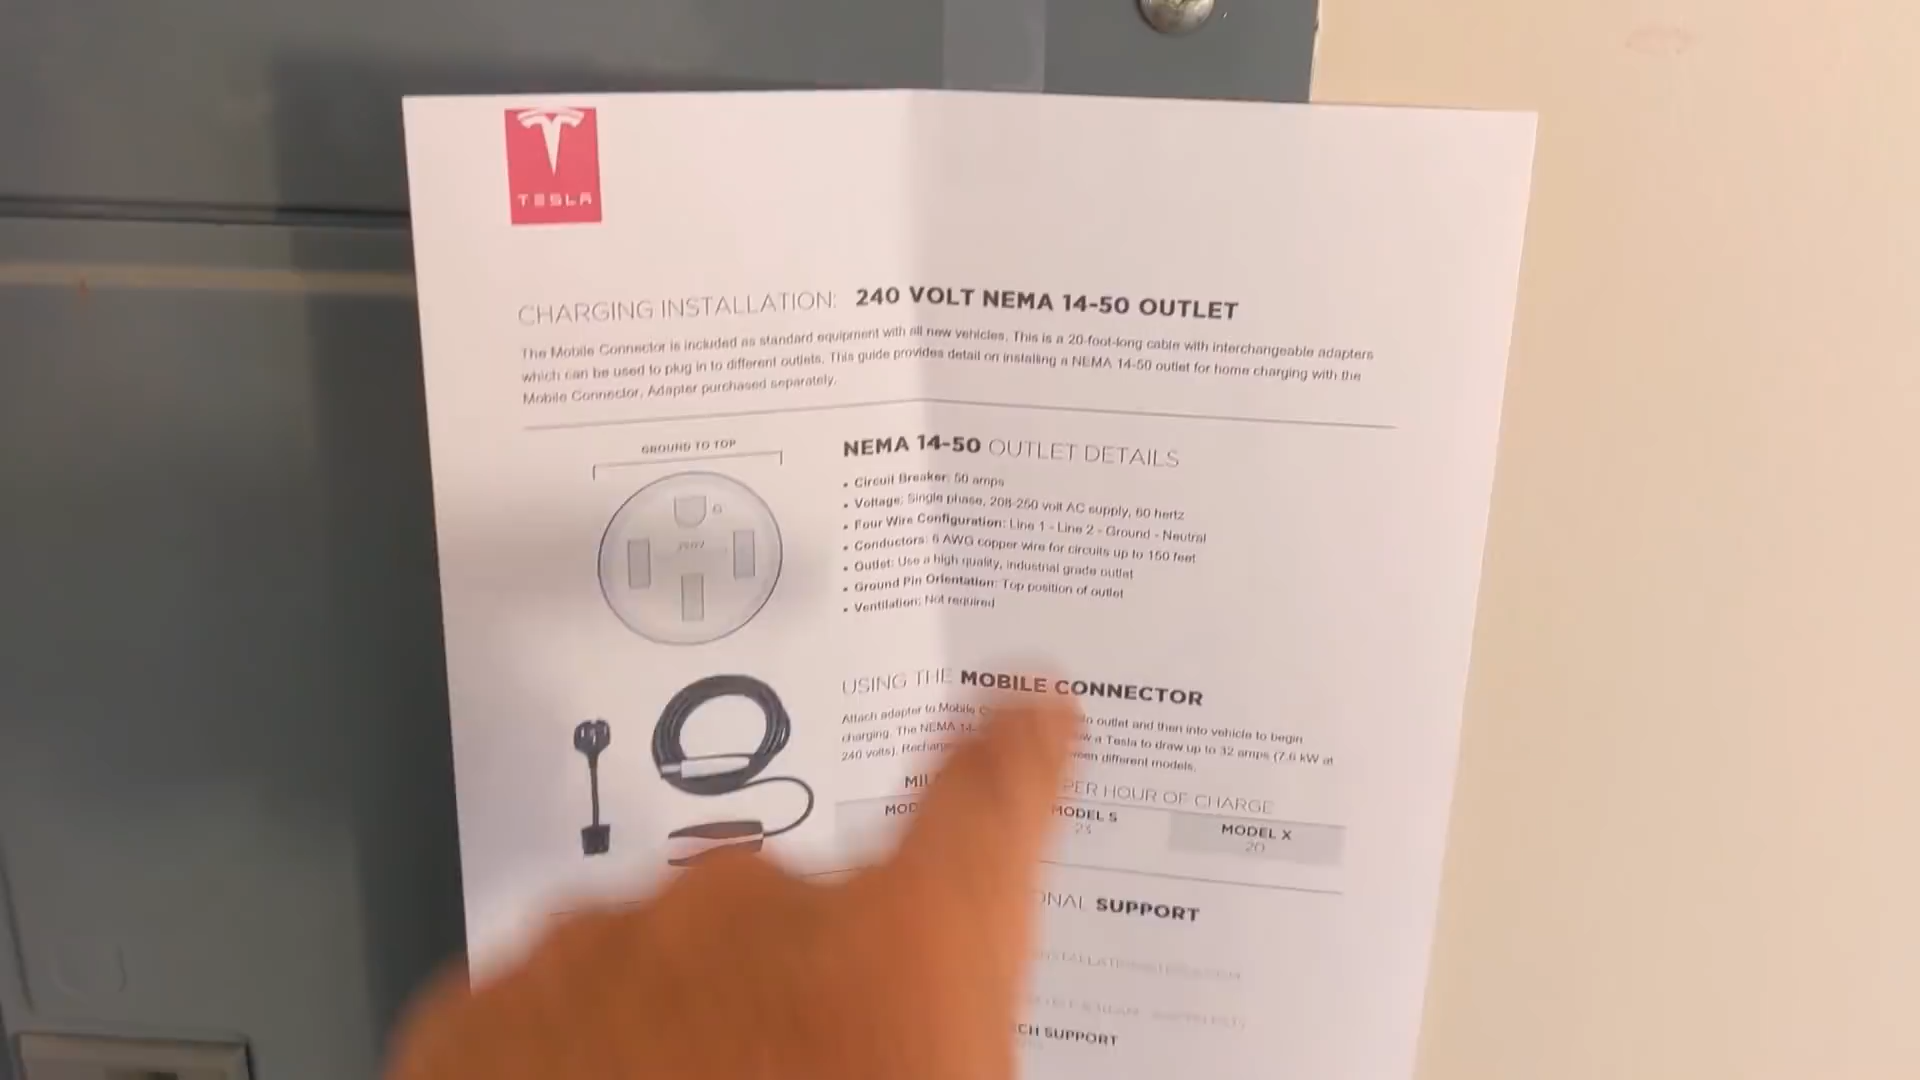 TESLA
CHARGING INSTALLATION: 240 VOLT NEMA 14-50 OUTLET
The Mobile Connector is included as standard equipment with all new vehicles. This is a 20-foot-long cable with interchangeable adapters
which can be used to plug in to different outlets. This guide provides detail on installing a NEMA 14-50 outlet for home charging with the
Mobile Connector. Adapter purchased separately.
GROUND TO TOP
G
NEMA 14-50 OUTLET DETAILS
• Circuit Breaker: 50 amps
• Voltage: Single phase, 208-250 volt AC supply, 60 hertz
• Four Wire Configuration: Line 1 - Line 2 - Ground - Neutral
• Conductors: 6 AWG copper wire for circuits up to 150 feet
• Outlet: Use a high quality, industrial grade outlet
• Ground Pin Orientation: Top position of outlet
• Ventilation: Not required
USING THE MOBILE CONNECTOR
Attach adapter to Mobile outlet and then into vehicle to begin
charging. The NEMA a Tesla to draw up to 32 amps (7.6 kW at
240 volts). different models.
PER HOUR OF CHARGE
MODEL S
MODEL X
23
20
SUPPORT
SUPPORT